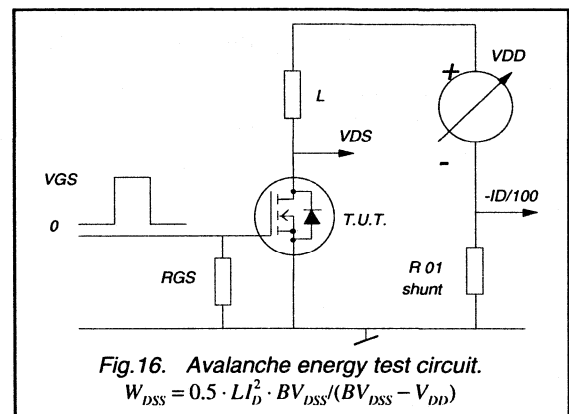 +
VDD
L
VDS
-
VGS
-ID/100
0
T.U.T.
RGS
R 01
shunt
Fig.16. Avalanche energy test circuit.
W_DSS = 0.5 · LI_D^2 · BV_DSS/(BV_DSS − V_DD)